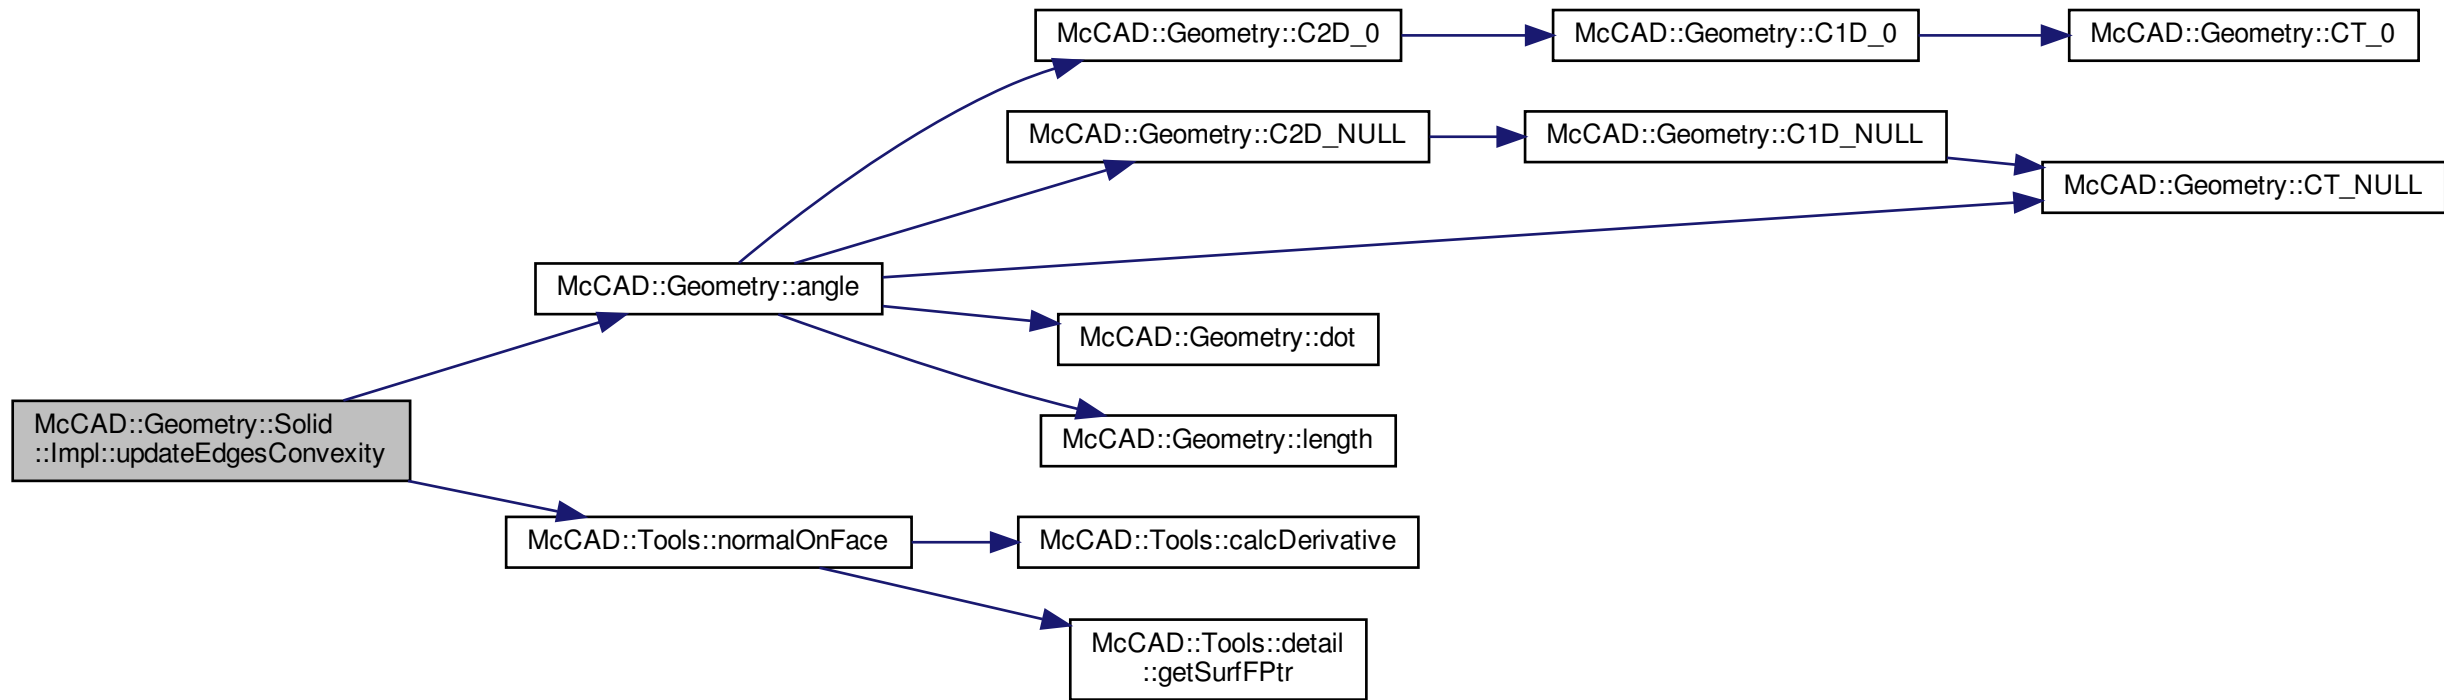 McCAD::Geometry::C2D_0
McCAD::Geometry::C1D_0
McCAD::Geometry::CT_0
McCAD::Geometry::C2D_NULL
McCAD::Geometry::C1D_NULL
McCAD::Geometry::CT_NULL
McCAD::Geometry::angle
McCAD::Geometry::dot
McCAD::Geometry::length
McCAD::Geometry::Solid
::Impl::updateEdgesConvexity
McCAD::Tools::normalOnFace
McCAD::Tools::calcDerivative
McCAD::Tools::detail
::getSurfFPtr